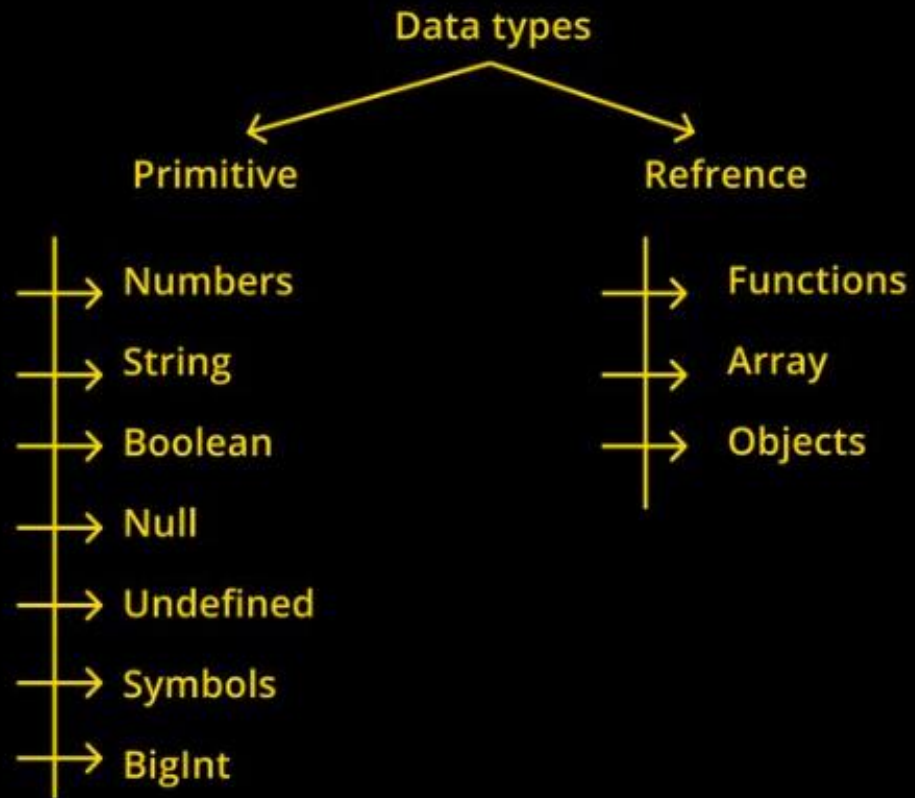 Data types
Primitive
Numbers
String
Boolean
Null
Undefined
Symbols
BigInt
Refrence
Functions
Array
Objects